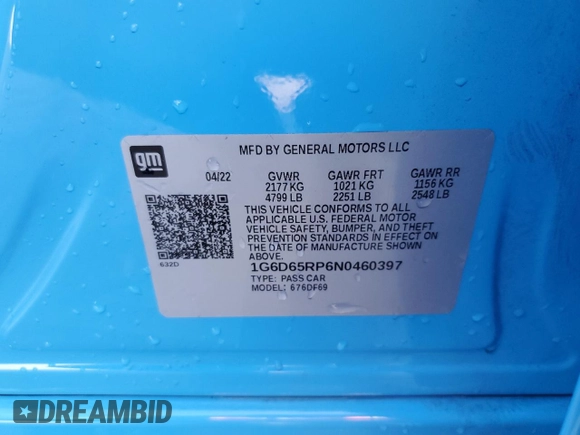 gm
MFD BY GENERAL MOTORS LLC
04/22 GVWR GAWR FRT GAWR RR
2177 KG 1021 KG 1156 KG
4799 LB 2251 LB 2548 LB
THIS VEHICLE CONFORMS TO ALL
APPLICABLE U.S. FEDERAL MOTOR
VEHICLE SAFETY, BUMPER, AND THEFT
PREVENTION STANDARDS IN EFFECT ON
THE DATE OF MANUFACTURE SHOWN
ABOVE.
632D
1G6D65RP6N0460397
TYPE: PASS CAR
MODEL: 676DF69
DREAMBID